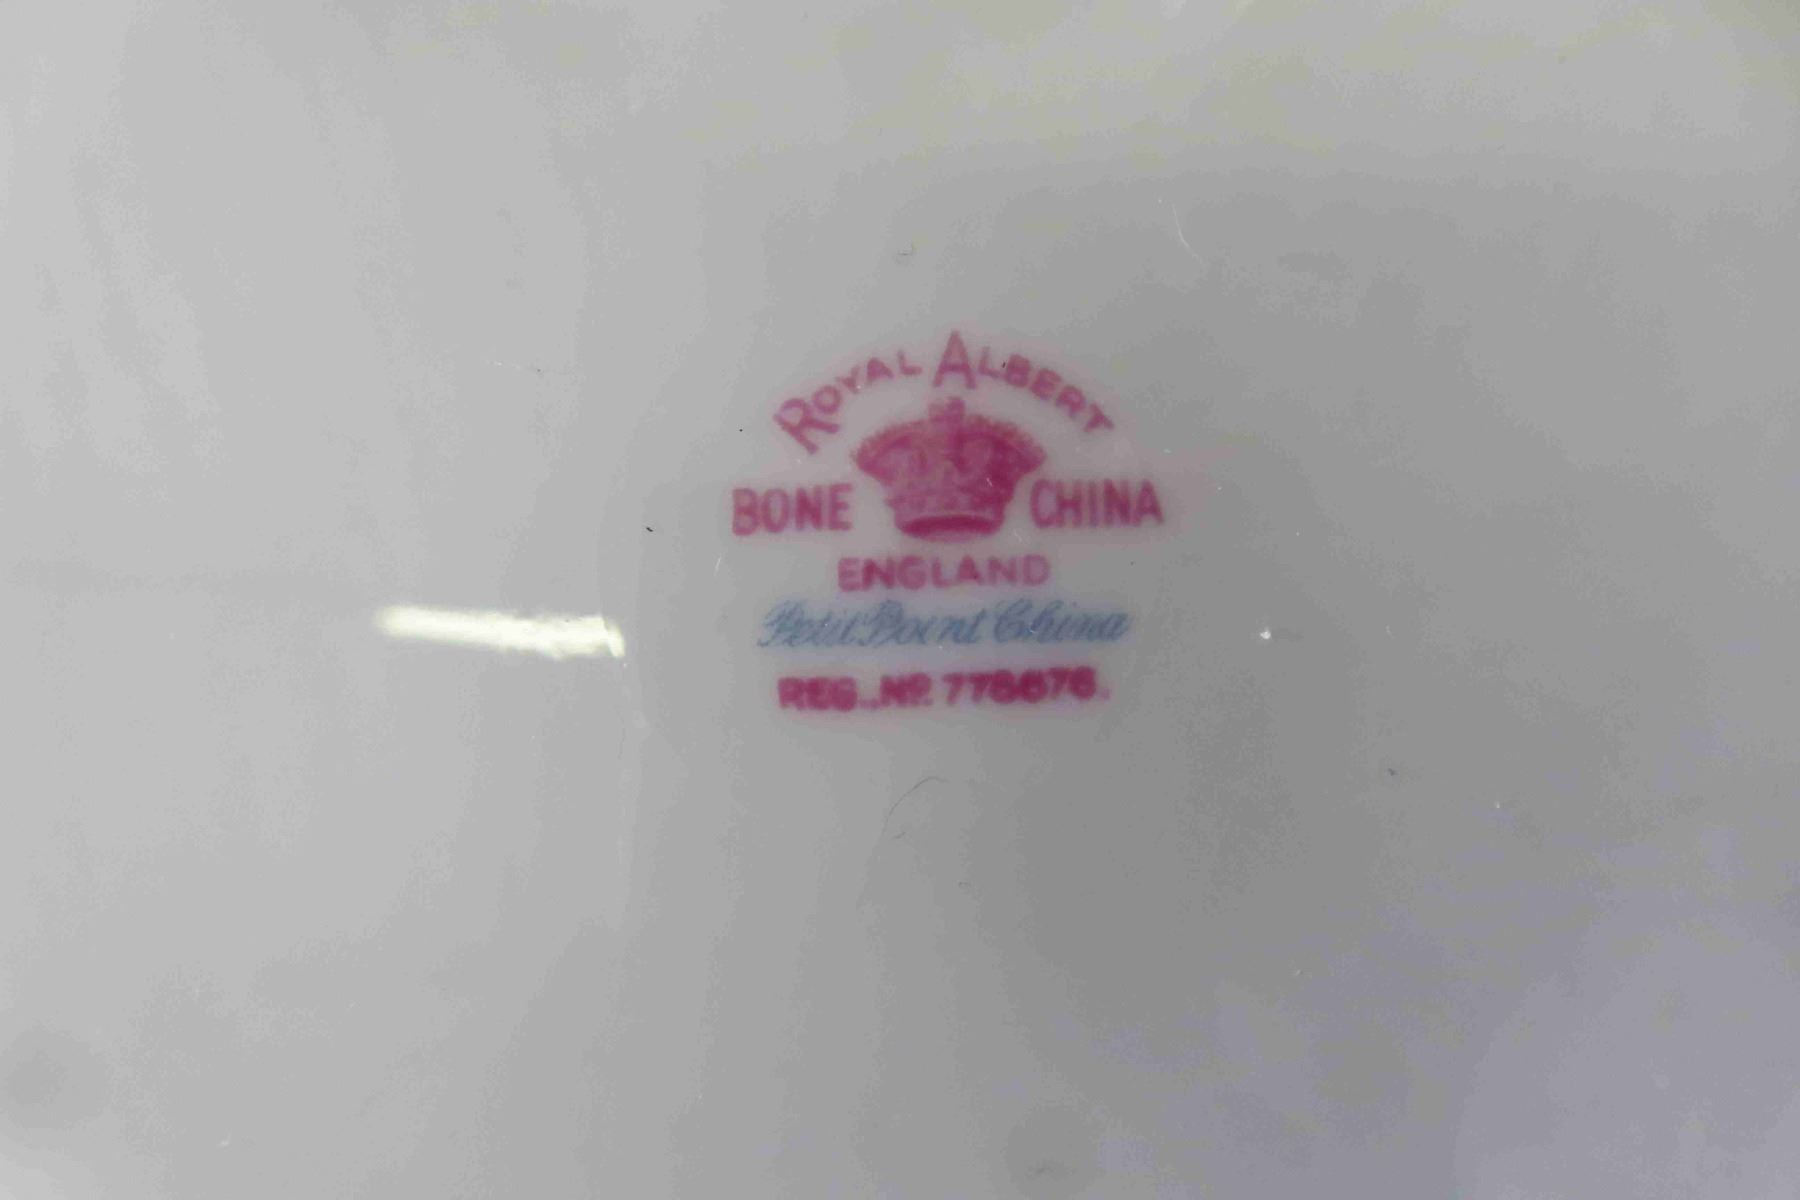 ROYAL ALBERT
BONE CHINA
ENGLAND
Petit Point China
REG. Nº 778676.